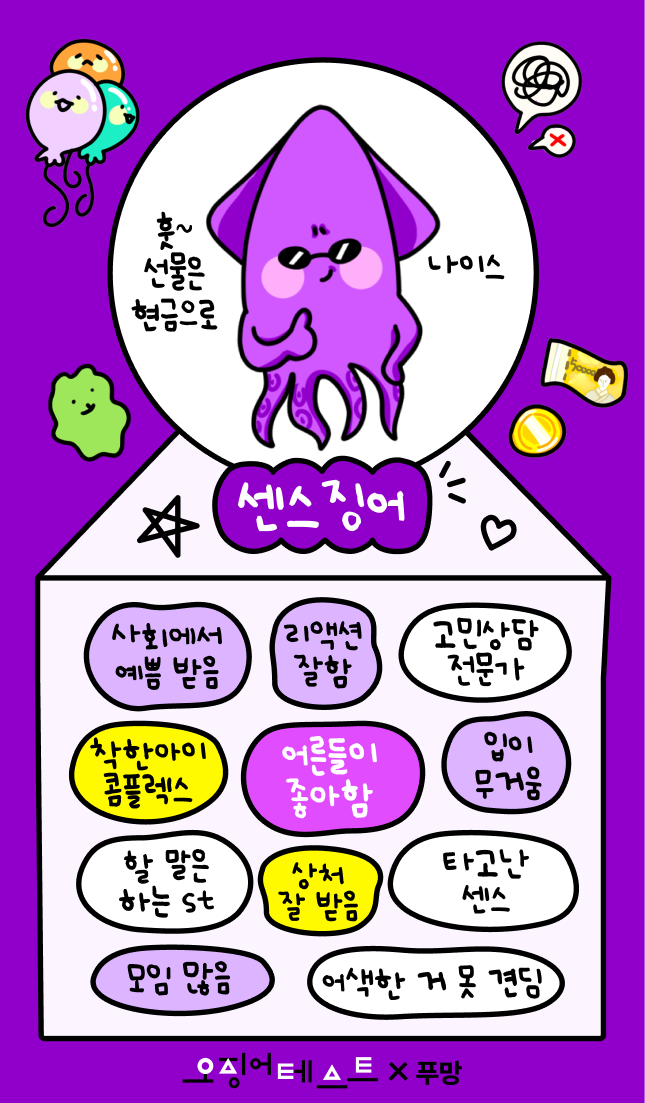 훗~
선물은
현금으로
나이스
50000
센스 징어
사회에서
예쁨 받음
리액션
잘함
고민상담
전문가
착한아이
콤플렉스
어른들이
좋아함
입이
무거움
할 말은
하는 st
상처
잘 받음
타고난
센스
모임 많음
어색한 거 못 견딤
오징어테스트 × 푸망